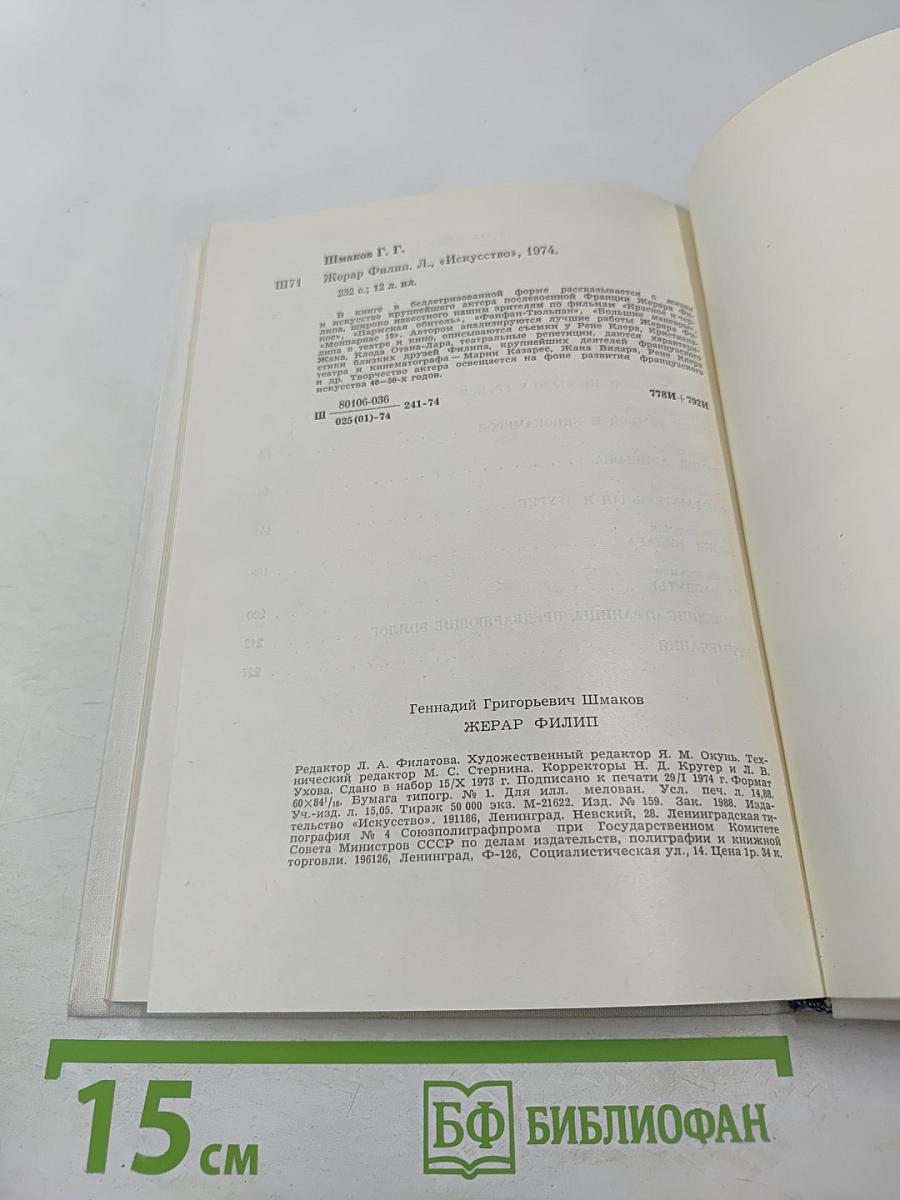 Шмаков Г. Г.
Ш71 Жерар Филип. Л., «Искусство», 1974.
232 с.; 12 л. ил.
В книге в беллетризованной форме рассказывается о жизни
и искусстве крупнейшего актера послевоенной Франции Жерара Фи-
липа, широко известного нашим зрителям по фильмам «Красное и чер-
ное», «Пармская обитель», «Фанфан-Тюльпан», «Большие маневры»,
«Монпарнас 19». Автором анализируются лучшие работы Жерара Фи-
липа в театре и кино, описываются съемки у Рене Клера, Кристиана-
Жака, Клода Отана-Лара, театральные репетиции, даются характери-
стики близких друзей Филипа, крупнейших деятелей французского
театра и кинематографа — Марии Казарес, Жана Вилара, Рене Клера
и др. Творчество актера освещается на фоне развития французского
искусства 40—50-х годов.
Ш 80106-036 241-74 778И+792И
025(01)-74
Геннадий Григорьевич Шмаков
ЖЕРАР ФИЛИП
Редактор Л. А. Филатова. Художественный редактор Я. М. Окунь. Тех-
нический редактор М. С. Стернина. Корректоры Н. Д. Кругер и Л. В.
Ухова. Сдано в набор 15/X 1973 г. Подписано к печати 29/I 1974 г. Формат
60×84¹/₁₆. Бумага типогр. № 1. Для илл. мелован. Усл. печ. л. 14,88.
Уч.-изд. л. 15,05. Тираж 50 000 экз. М-21622. Изд. № 159. Зак. 1988. Изда-
тельство «Искусство». 191186, Ленинград. Невский, 28. Ленинградская ти-
пография № 4 Союзполиграфпрома при Государственном Комитете
Совета Министров СССР по делам издательств, полиграфии и книжной
торговли. 196126, Ленинград, Ф-126, Социалистическая ул., 14. Цена 1р. 34 к.
15 см
БФ БИБЛИОФАН